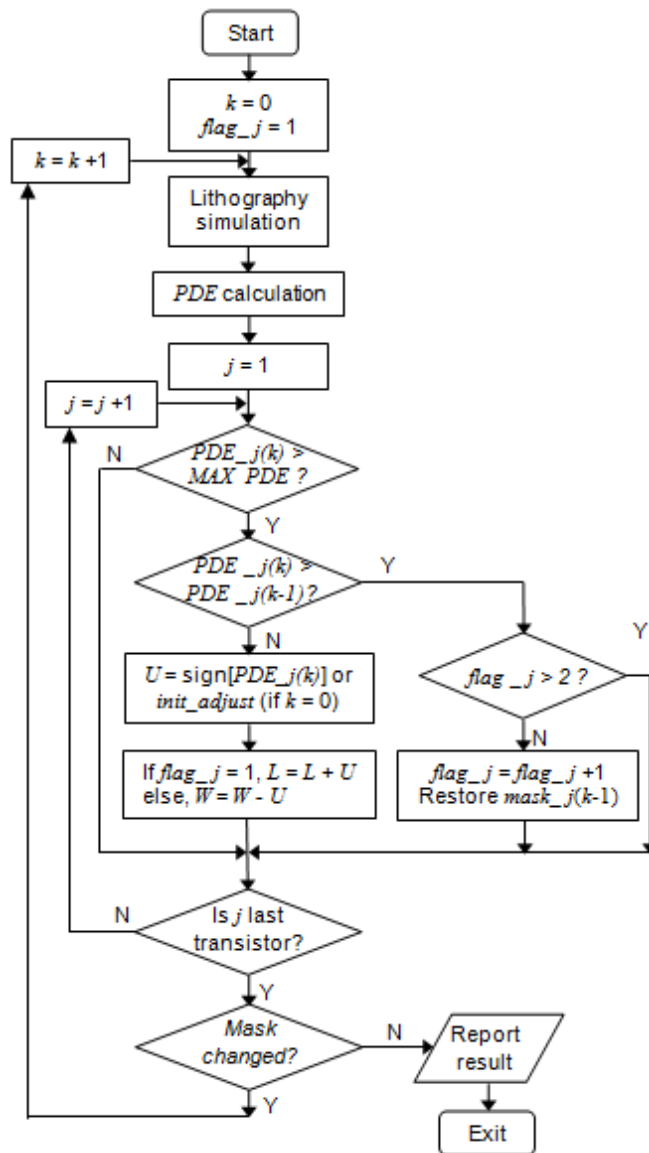 Start
k = 0
flag_j = 1
k = k +1
Lithography
simulation
PDE calculation
j = 1
j = j +1
PDE_j(k) >
MAX PDE ?
N
Y
PDE _j(k) >
PDE _j(k-1)?
Y
N
U = sign[PDE_j(k)] or
init_adjust (if k = 0)
flag _j > 2 ?
Y
N
If flag_j = 1, L = L + U
else, W = W - U
flag_j = flag_j +1
Restore mask_j(k-1)
Is j last
transistor?
N
Y
Mask
changed?
N
Y
Report
result
Exit